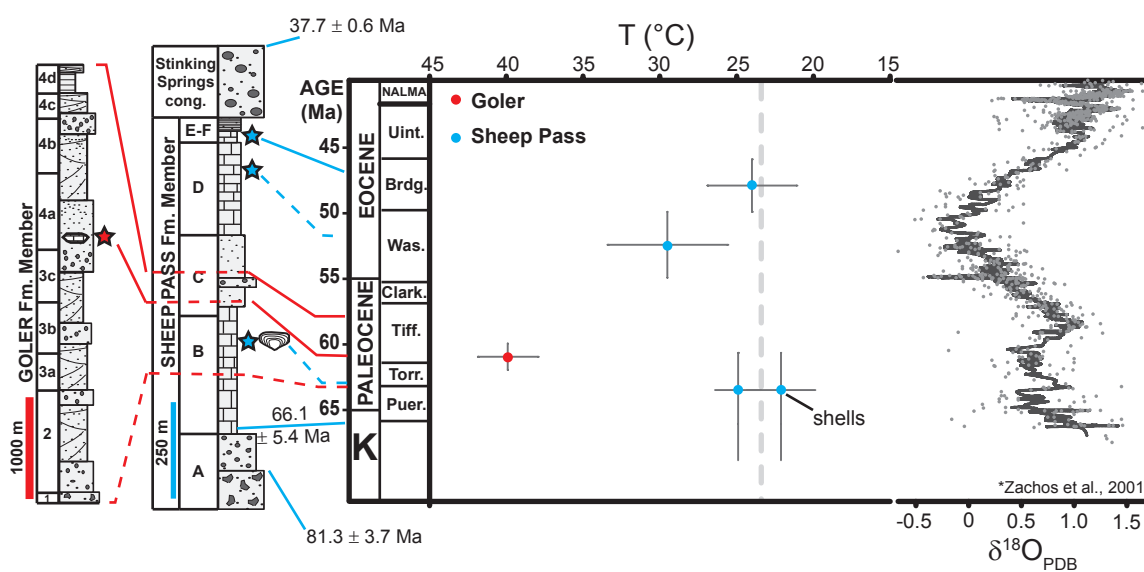 37.7 ± 0.6 Ma
T (°C)
45 40 35 30 25 20 15
4d
4c
4b
4a
3c
3b
3a
2
1
GOLER Fm. Member
1000 m
Stinking
Springs
cong.
E-F
D
C
B
A
SHEEP PASS Fm. Member
250 m
66.1
± 5.4 Ma
81.3 ± 3.7 Ma
AGE
(Ma)
45
50
55
60
65
EOCENE
PALEOCENE
K
NALMA
Uint.
Brdg.
Was.
Clark.
Tiff.
Torr.
Puer.
Goler
Sheep Pass
shells
*Zachos et al., 2001
-0.5 0 0.5 1.0 1.5
δ18OPDB